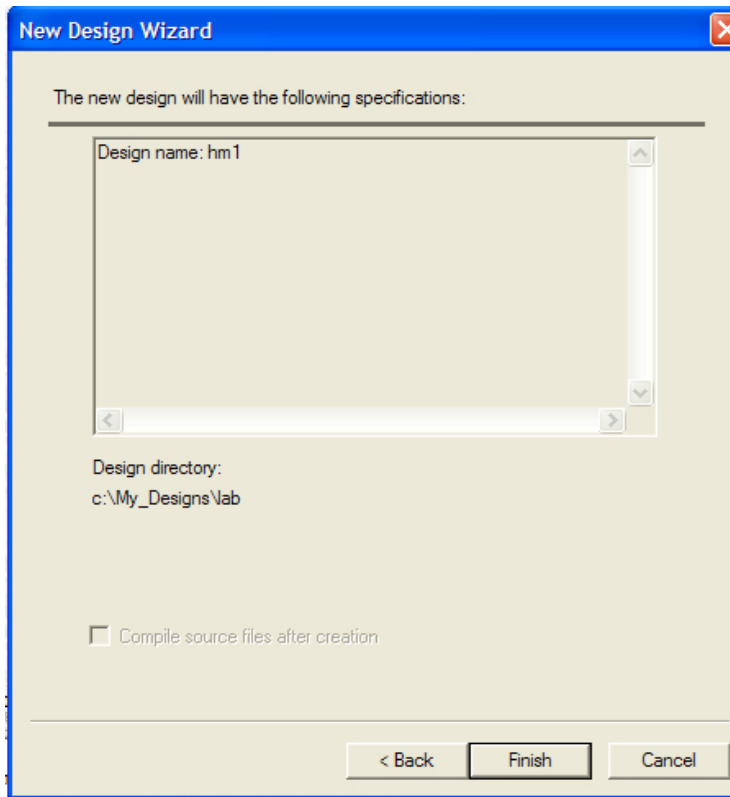 New Design Wizard
The new design will have the following specifications:
Design name: hm1
Design directory:
c:\My_Designs\lab
Compile source files after creation
< Back
Finish
Cancel